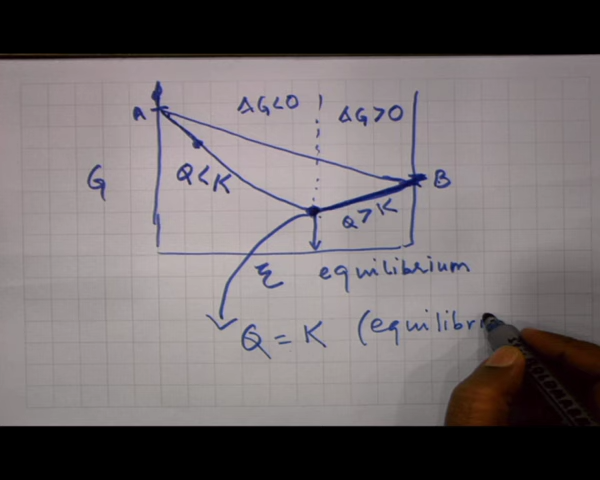 ΔG<0 ΔG>0
A
Q<K
B
G
Q>K
ξ equilibrium
Q = K (equilibr